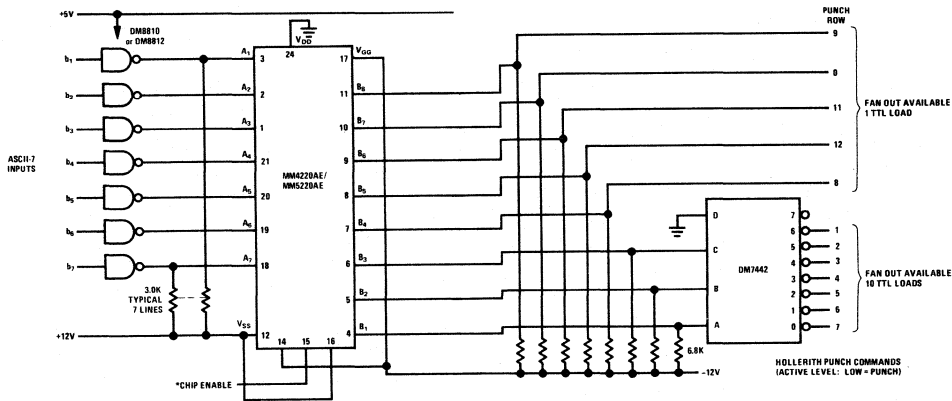 +5V
DM8810
or DM8812
b₁
b₂
b₃
b₄
b₅
b₆
b₇
ASCII-7
INPUTS
A₁
A₂
A₃
A₄
A₅
A₆
A₇
3.0K
TYPICAL
7 LINES
+12V
VSS
*CHIP ENABLE
VDD
24
3
2
1
21
20
19
18
12
14
15
16
MM4220AE/
MM5220AE
17
11
10
9
8
7
6
5
4
VGG
B₈
B₇
B₆
B₅
B₄
B₃
B₂
B₁
PUNCH
ROW
9
0
11
12
8
FAN OUT AVAILABLE
1 TTL LOAD
D
C
B
A
DM7442
7
6 1
5 2
4 3
3 4
2 5
1 6
0 7
FAN OUT AVAILABLE
10 TTL LOADS
6.8K
-12V
HOLLERITH PUNCH COMMANDS
(ACTIVE LEVEL: LOW = PUNCH)